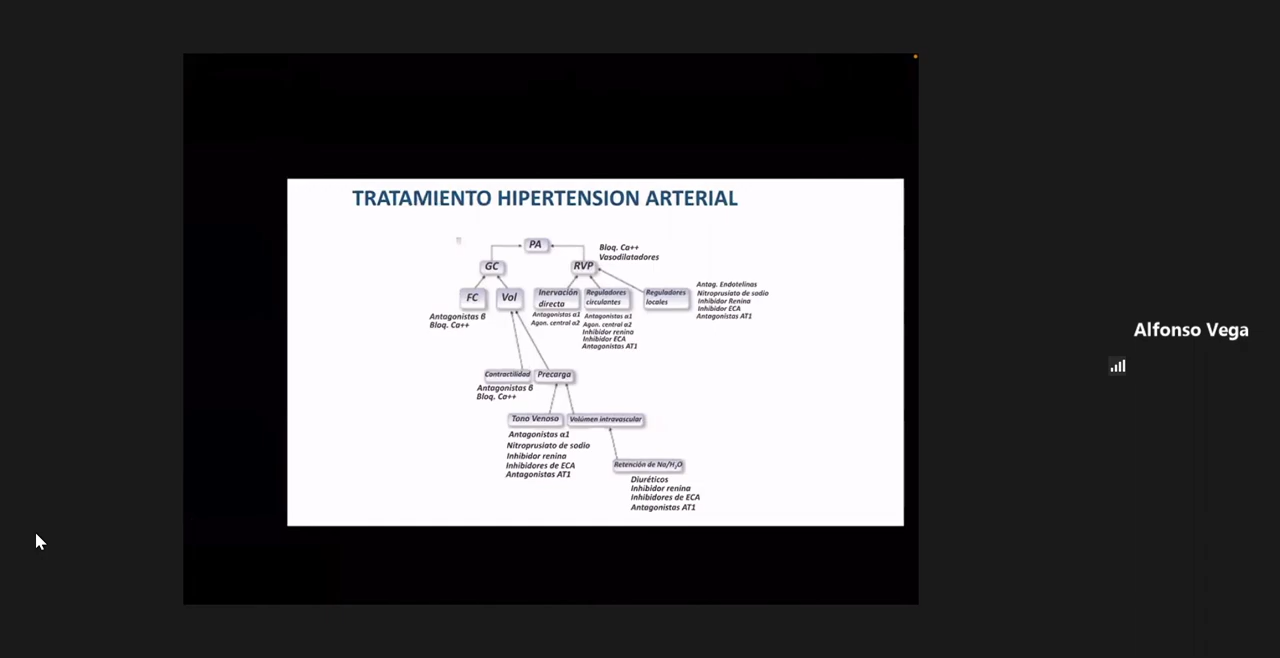 TRATAMIENTO HIPERTENSION ARTERIAL
PA
Bloq. Ca++
Vasodilatadores
GC
RVP
FC
Vol
Antagonistas β
Bloq. Ca++
Inervación
directa
Antagonistas α1
Agon. central α2
Reguladores
circulantes
Antagonistas α1
Agon. central α2
Inhibidor renina
Inhibidor ECA
Antagonistas AT1
Reguladores
locales
Antag. Endotelinas
Nitroprusiato de sodio
Inhibidor Renina
Inhibidor ECA
Antagonistas AT1
Contractilidad
Antagonistas β
Bloq. Ca++
Precarga
Tono Venoso
Antagonistas α1
Nitroprusiato de sodio
Inhibidor renina
Inhibidores de ECA
Antagonistas AT1
Volúmen intravascular
Retención de Na/H₂O
Diuréticos
Inhibidor renina
Inhibidores de ECA
Antagonistas AT1
Alfonso Vega